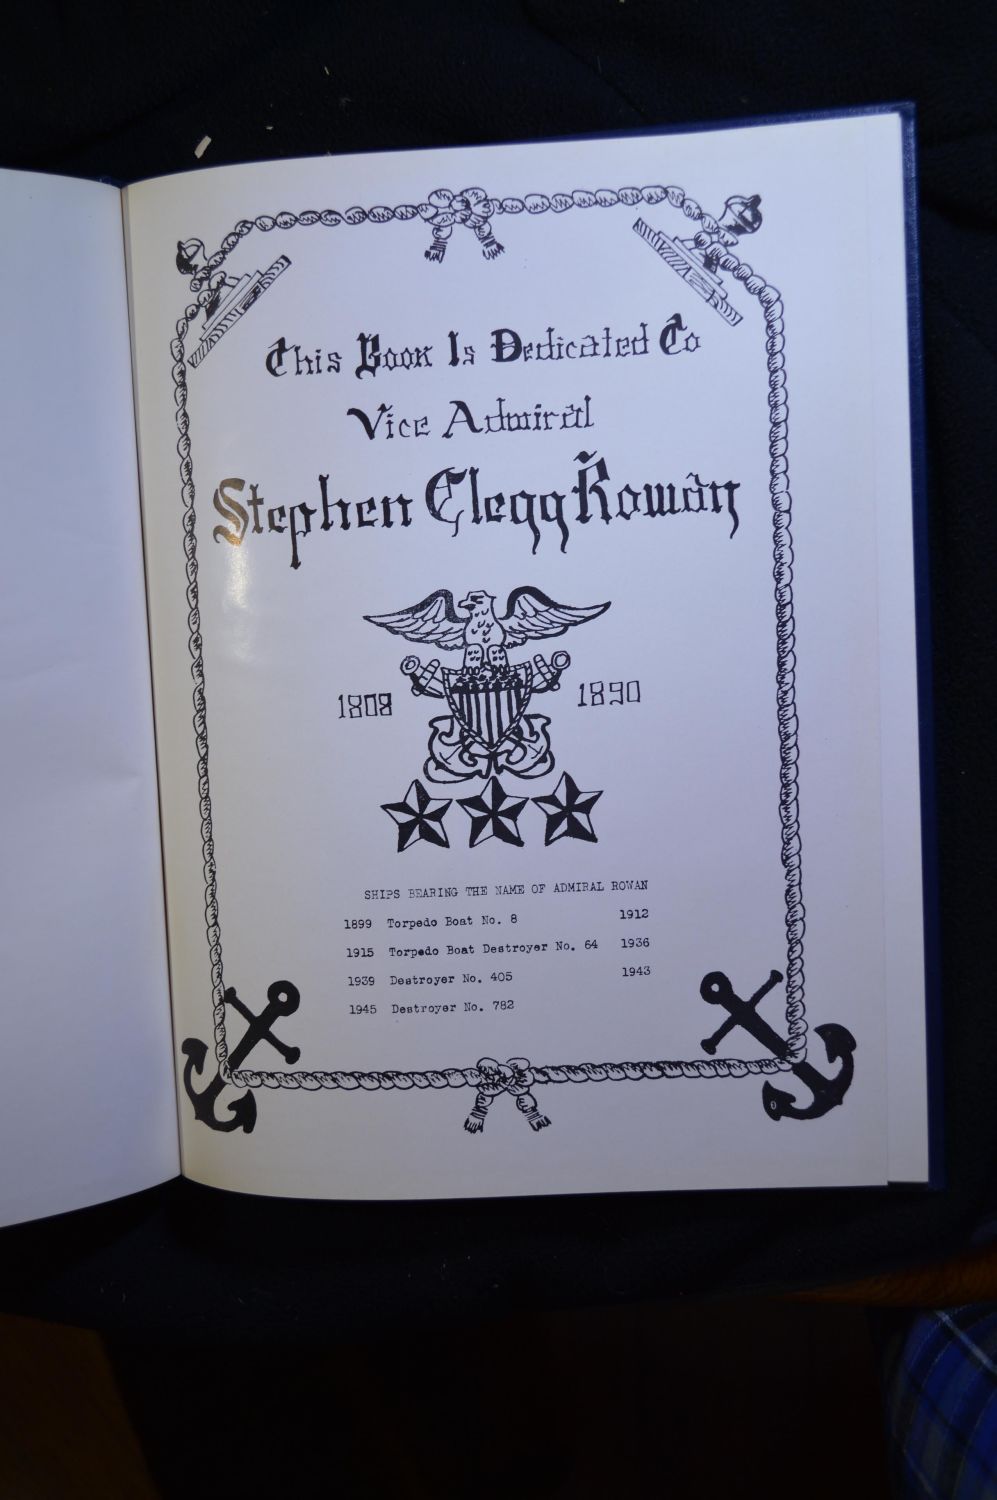 This Book Is Dedicated To
Vice Admiral
Stephen Clegg Rowan
1808 1890
SHIPS BEARING THE NAME OF ADMIRAL ROWAN
1899 Torpedo Boat No. 8 1912
1915 Torpedo Boat Destroyer No. 64 1936
1939 Destroyer No. 405 1943
1945 Destroyer No. 782